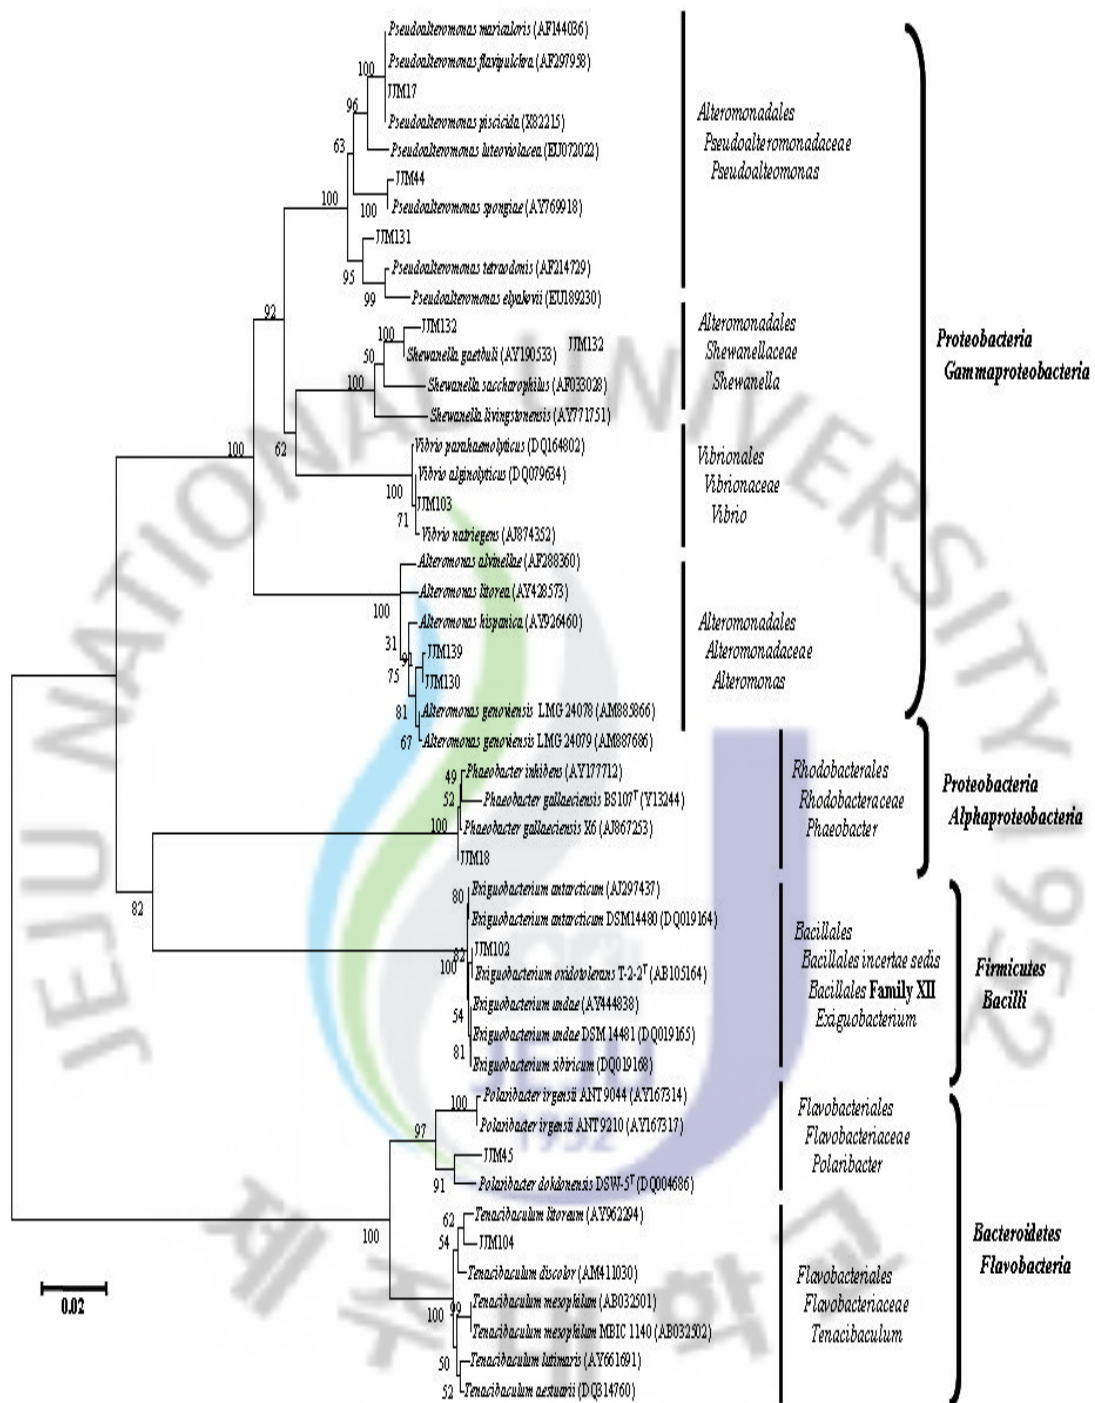 Pseudoalteromonas maricaloris (AF144036)
100
Pseudoalteromonas flavipulchra (AF297958)
JJM17
96
Pseudoalteromonas piscicida (X82215)
63
Pseudoalteromonas luteoviolacea (EU072022)
JJM44
100
100
Pseudoalteromonas spongiae (AY769918)
JJM131
95
Pseudoalteromonas tetraodonis (AF214729)
99
Pseudoalteromonas elyakovii (EU189230)
Alteromonadales
Pseudoalteromonadaceae
Pseudoalteomonas
92
JJM132
100
50
Shewanella gaetbuli (AY190533)
JJM132
100
Shewanella saccharophilus (AF033028)
Shewanella livingstonensis (AY771751)
Alteromonadales
Shewanellaceae
Shewanella
Proteobacteria
Gammaproteobacteria
100
62
Vibrio parahaemolyticus (DQ164802)
Vibrio alginolyticus (DQ079634)
100
JJM103
71
Vibrio natriegens (AJ874352)
Vibrionales
Vibrionaceae
Vibrio
Alteromonas alvinellae (AF288360)
Alteromonas litorea (AY428573)
100
Alteromonas hispanica (AY926460)
31
91
JJM139
75
JJM130
81
Alteromonas genoviensis LMG 24078 (AM885866)
67
Alteromonas genoviensis LMG 24079 (AM887686)
Alteromonadales
Alteromonadaceae
Alteromonas
49
Phaeobacter inhibens (AY177712)
52
Phaeobacter gallaeciensis BS107ᵀ (Y13244)
100
Phaeobacter gallaeciensis X6 (AJ867253)
JJM18
Rhodobacterales
Rhodobacteraceae
Phaeobacter
Proteobacteria
Alphaproteobacteria
82
80
Exiguobacterium antarcticum (AJ297437)
Exiguobacterium antarcticum DSM14480 (DQ019164)
82
JJM102
100
Exiguobacterium oxidotolerans T-2-2ᵀ (AB105164)
Exiguobacterium undae (AY444838)
54
Exiguobacterium undae DSM 14481 (DQ019165)
81
Exiguobacterium sibiricum (DQ019168)
Bacillales
Bacillales incertae sedis
Bacillales Family XII
Exiguobacterium
Firmicutes
Bacilli
100
Polaribacter irgensii ANT9044 (AY167314)
97
Polaribacter irgensii ANT9210 (AY167317)
JJM45
91
Polaribacter dokdonensis DSW-5ᵀ (DQ004686)
Flavobacteriales
Flavobacteriaceae
Polaribacter
100
62
Tenacibaculum litoreum (AY962294)
54
JJM104
Tenacibaculum discolor (AM411030)
99
Tenacibaculum mesophilum (AB032501)
100
Tenacibaculum mesophilum MBIC 1140 (AB032502)
50
Tenacibaculum lutimaris (AY661691)
52
Tenacibaculum aestuarii (DQ314760)
Flavobacteriales
Flavobacteriaceae
Tenacibaculum
Bacteroidetes
Flavobacteria
0.02
JEJU NATIONAL UNIVERSITY 1952
JEJU
1952
제주대학교